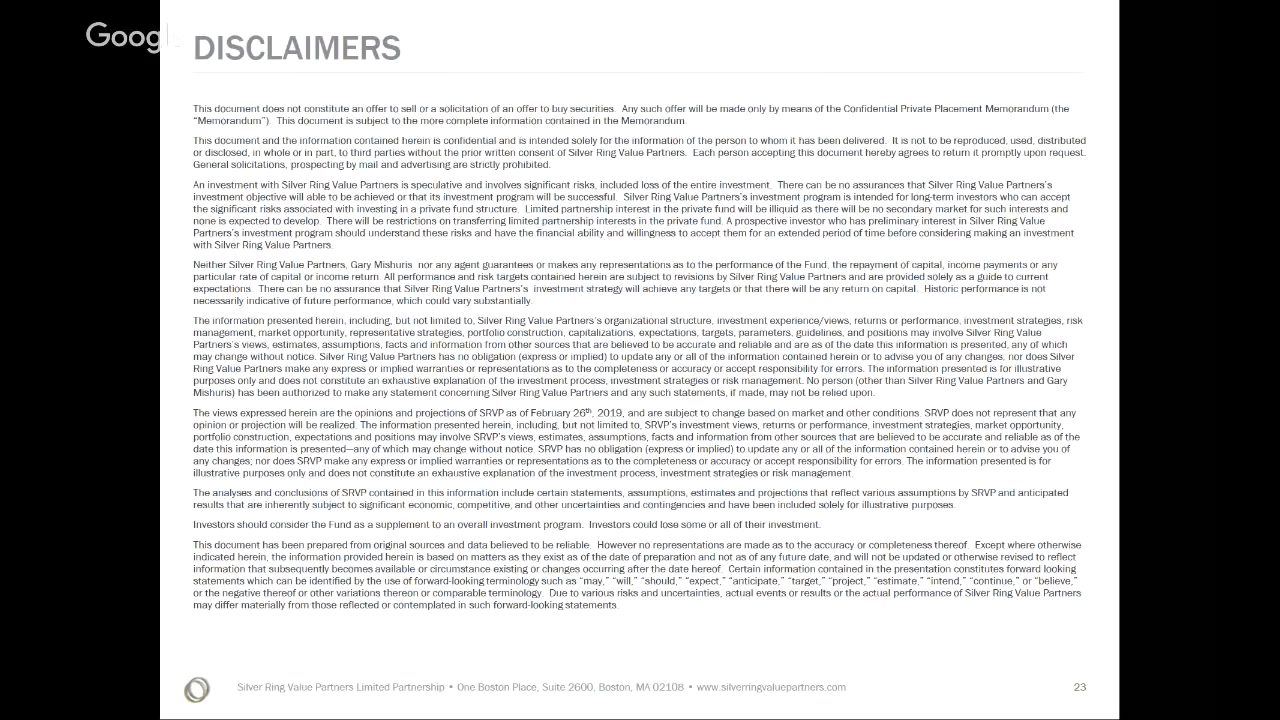 Google
DISCLAIMERS
This document does not constitute an offer to sell or a solicitation of an offer to buy securities. Any such offer will be made only by means of the Confidential Private Placement Memorandum (the
“Memorandum”). This document is subject to the more complete information contained in the Memorandum.
This document and the information contained herein is confidential and is intended solely for the information of the person to whom it has been delivered. It is not to be reproduced, used, distributed
or disclosed, in whole or in part, to third parties without the prior written consent of Silver Ring Value Partners. Each person accepting this document hereby agrees to return it promptly upon request.
General solicitations, prospecting by mail and advertising are strictly prohibited.
An investment with Silver Ring Value Partners is speculative and involves significant risks, included loss of the entire investment. There can be no assurances that Silver Ring Value Partners's
investment objective will able to be achieved or that its investment program will be successful. Silver Ring Value Partners's investment program is intended for long-term investors who can accept
the significant risks associated with investing in a private fund structure. Limited partnership interest in the private fund will be illiquid as there will be no secondary market for such interests and
none is expected to develop. There will be restrictions on transferring limited partnership interests in the private fund. A prospective investor who has preliminary interest in Silver Ring Value
Partners's investment program should understand these risks and have the financial ability and willingness to accept them for an extended period of time before considering making an investment
with Silver Ring Value Partners.
Neither Silver Ring Value Partners, Gary Mishuris nor any agent guarantees or makes any representations as to the performance of the Fund, the repayment of capital, income payments or any
particular rate of capital or income return. All performance and risk targets contained herein are subject to revisions by Silver Ring Value Partners and are provided solely as a guide to current
expectations. There can be no assurance that Silver Ring Value Partners's investment strategy will achieve any targets or that there will be any return on capital. Historic performance is not
necessarily indicative of future performance, which could vary substantially.
The information presented herein, including, but not limited to, Silver Ring Value Partners's organizational structure, investment experience/views, returns or performance, investment strategies, risk
management, market opportunity, representative strategies, portfolio construction, capitalizations, expectations, targets, parameters, guidelines, and positions may involve Silver Ring Value
Partners's views, estimates, assumptions, facts and information from other sources that are believed to be accurate and reliable and are as of the date this information is presented, any of which
may change without notice. Silver Ring Value Partners has no obligation (express or implied) to update any or all of the information contained herein or to advise you of any changes; nor does Silver
Ring Value Partners make any express or implied warranties or representations as to the completeness or accuracy or accept responsibility for errors. The information presented is for illustrative
purposes only and does not constitute an exhaustive explanation of the investment process, investment strategies or risk management. No person (other than Silver Ring Value Partners and Gary
Mishuris) has been authorized to make any statement concerning Silver Ring Value Partners and any such statements, if made, may not be relied upon.
The views expressed herein are the opinions and projections of SRVP as of February 26th, 2019, and are subject to change based on market and other conditions. SRVP does not represent that any
opinion or projection will be realized. The information presented herein, including, but not limited to, SRVP's investment views, returns or performance, investment strategies, market opportunity,
portfolio construction, expectations and positions may involve SRVP's views, estimates, assumptions, facts and information from other sources that are believed to be accurate and reliable as of the
date this information is presented—any of which may change without notice. SRVP has no obligation (express or implied) to update any or all of the information contained herein or to advise you of
any changes; nor does SRVP make any express or implied warranties or representations as to the completeness or accuracy or accept responsibility for errors. The information presented is for
illustrative purposes only and does not constitute an exhaustive explanation of the investment process, investment strategies or risk management.
The analyses and conclusions of SRVP contained in this information include certain statements, assumptions, estimates and projections that reflect various assumptions by SRVP and anticipated
results that are inherently subject to significant economic, competitive, and other uncertainties and contingencies and have been included solely for illustrative purposes.
Investors should consider the Fund as a supplement to an overall investment program. Investors could lose some or all of their investment.
This document has been prepared from original sources and data believed to be reliable. However no representations are made as to the accuracy or completeness thereof. Except where otherwise
indicated herein, the information provided herein is based on matters as they exist as of the date of preparation and not as of any future date, and will not be updated or otherwise revised to reflect
information that subsequently becomes available or circumstance existing or changes occurring after the date hereof. Certain information contained in the presentation constitutes forward looking
statements which can be identified by the use of forward-looking terminology such as “may,” “will,” “should,” “expect,” “anticipate,” “target,” “project,” “estimate,” “intend,” “continue,” or “believe,”
or the negative thereof or other variations thereon or comparable terminology. Due to various risks and uncertainties, actual events or results or the actual performance of Silver Ring Value Partners
may differ materially from those reflected or contemplated in such forward-looking statements.
Silver Ring Value Partners Limited Partnership • One Boston Place, Suite 2600, Boston, MA 02108 • www.silverringvaluepartners.com
23